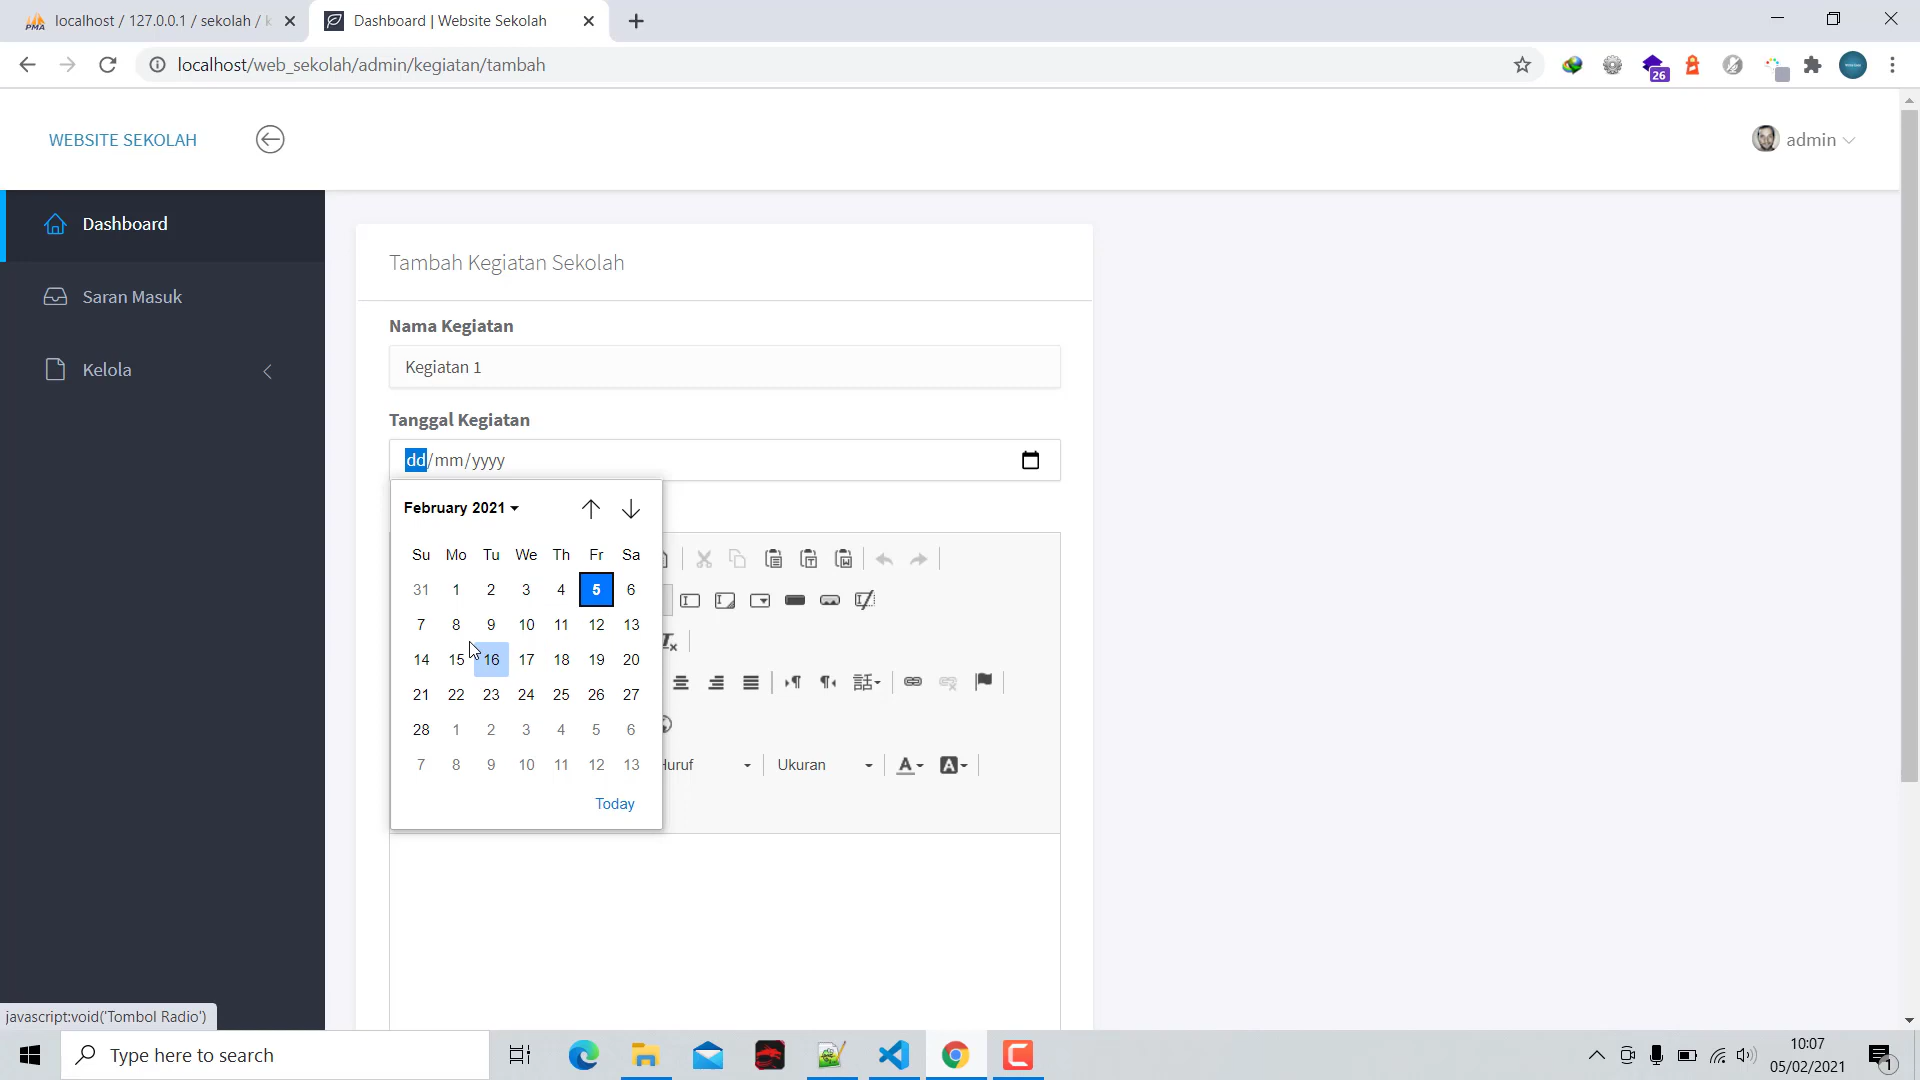 localhost / 127.0.0.1 / sekolah / k
Dashboard | Website Sekolah
localhost/web_sekolah/admin/kegiatan/tambah
26
WEBSITE SEKOLAH
admin
Dashboard
Saran Masuk
Kelola
Tambah Kegiatan Sekolah
Nama Kegiatan
Kegiatan 1
Tanggal Kegiatan
dd/mm/yyyy
February 2021
Su Mo Tu We Th Fr Sa
31 1 2 3 4 5 6
7 8 9 10 11 12 13
14 15 16 17 18 19 20
21 22 23 24 25 26 27
28 1 2 3 4 5 6
7 8 9 10 11 12 13
Today
Huruf
Ukuran
javascript:void('Tombol Radio')
Type here to search
10:07
05/02/2021
1